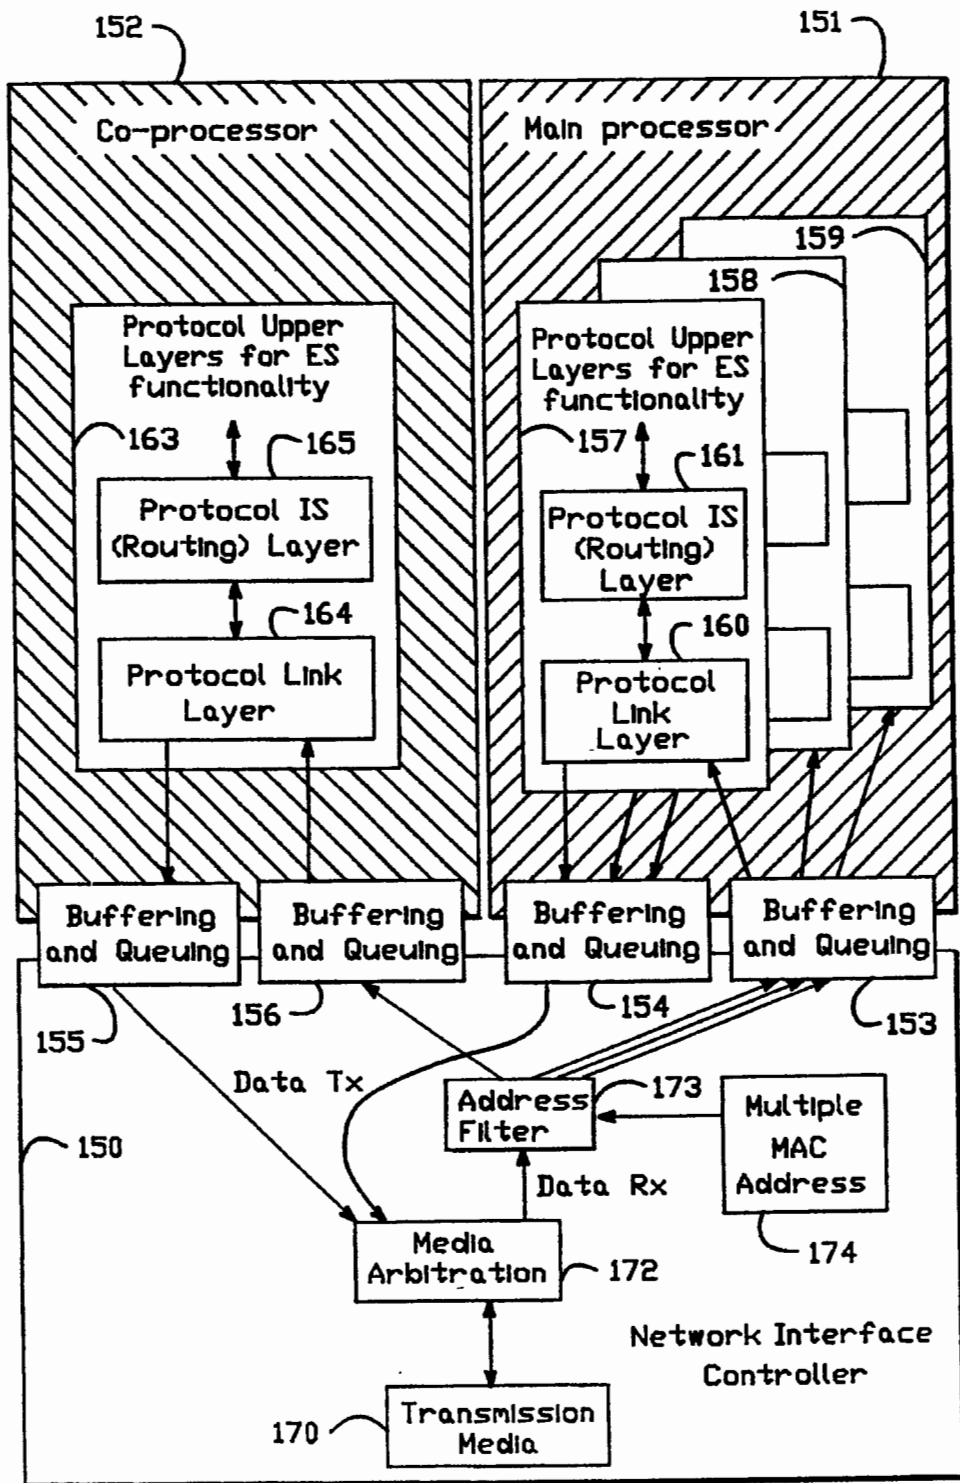 152
151
Co-processor
Main processor
159
158
Protocol Upper
Layers for ES
functionality
163
165
Protocol IS
(Routing) Layer
164
Protocol Link
Layer
Protocol Upper
Layers for ES
functionality
157
161
Protocol IS
(Routing)
Layer
160
Protocol
Link
Layer
Buffering
and Queuing
Buffering
and Queuing
Buffering
and Queuing
Buffering
and Queuing
155
156
154
153
Data Tx
Address
Filter
173
Multiple
MAC
Address
150
Data Rx
174
Media
Arbitration
172
Network Interface
Controller
170
Transmission
Media